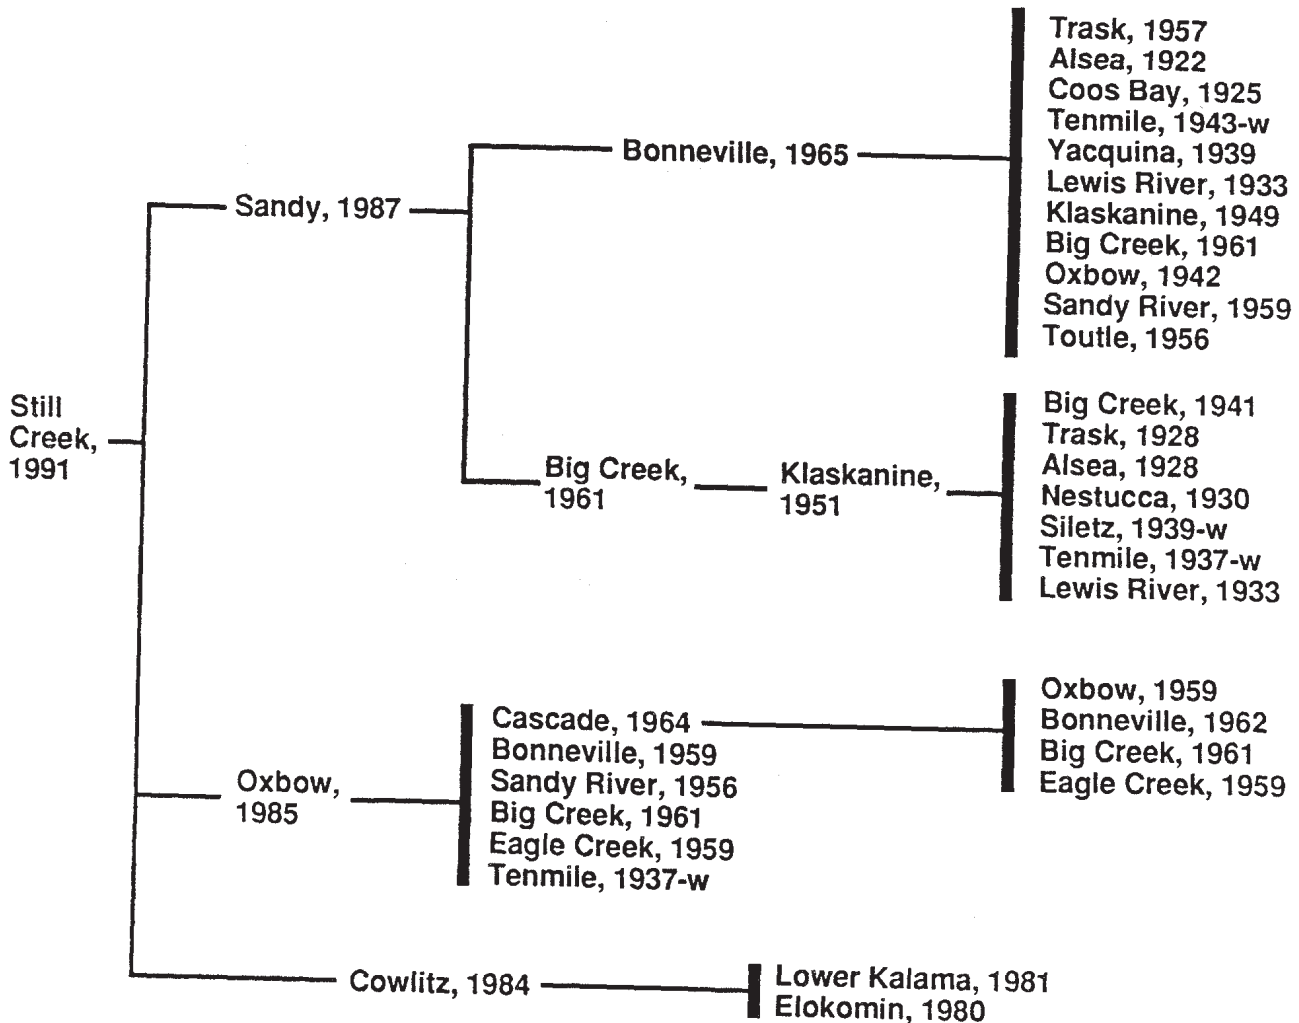 Trask, 1957
Alsea, 1922
Coos Bay, 1925
Tenmile, 1943-w
Bonneville, 1965
Yacquina, 1939
Lewis River, 1933
Sandy, 1987
Klaskanine, 1949
Big Creek, 1961
Oxbow, 1942
Sandy River, 1959
Toutle, 1956
Still
Creek,
1991
Big Creek,
1961
Klaskanine,
1951
Big Creek, 1941
Trask, 1928
Alsea, 1928
Nestucca, 1930
Siletz, 1939-w
Tenmile, 1937-w
Lewis River, 1933
Oxbow,
1985
Cascade, 1964
Bonneville, 1959
Sandy River, 1956
Big Creek, 1961
Eagle Creek, 1959
Tenmile, 1937-w
Oxbow, 1959
Bonneville, 1962
Big Creek, 1961
Eagle Creek, 1959
Cowlitz, 1984
Lower Kalama, 1981
Elokomin, 1980